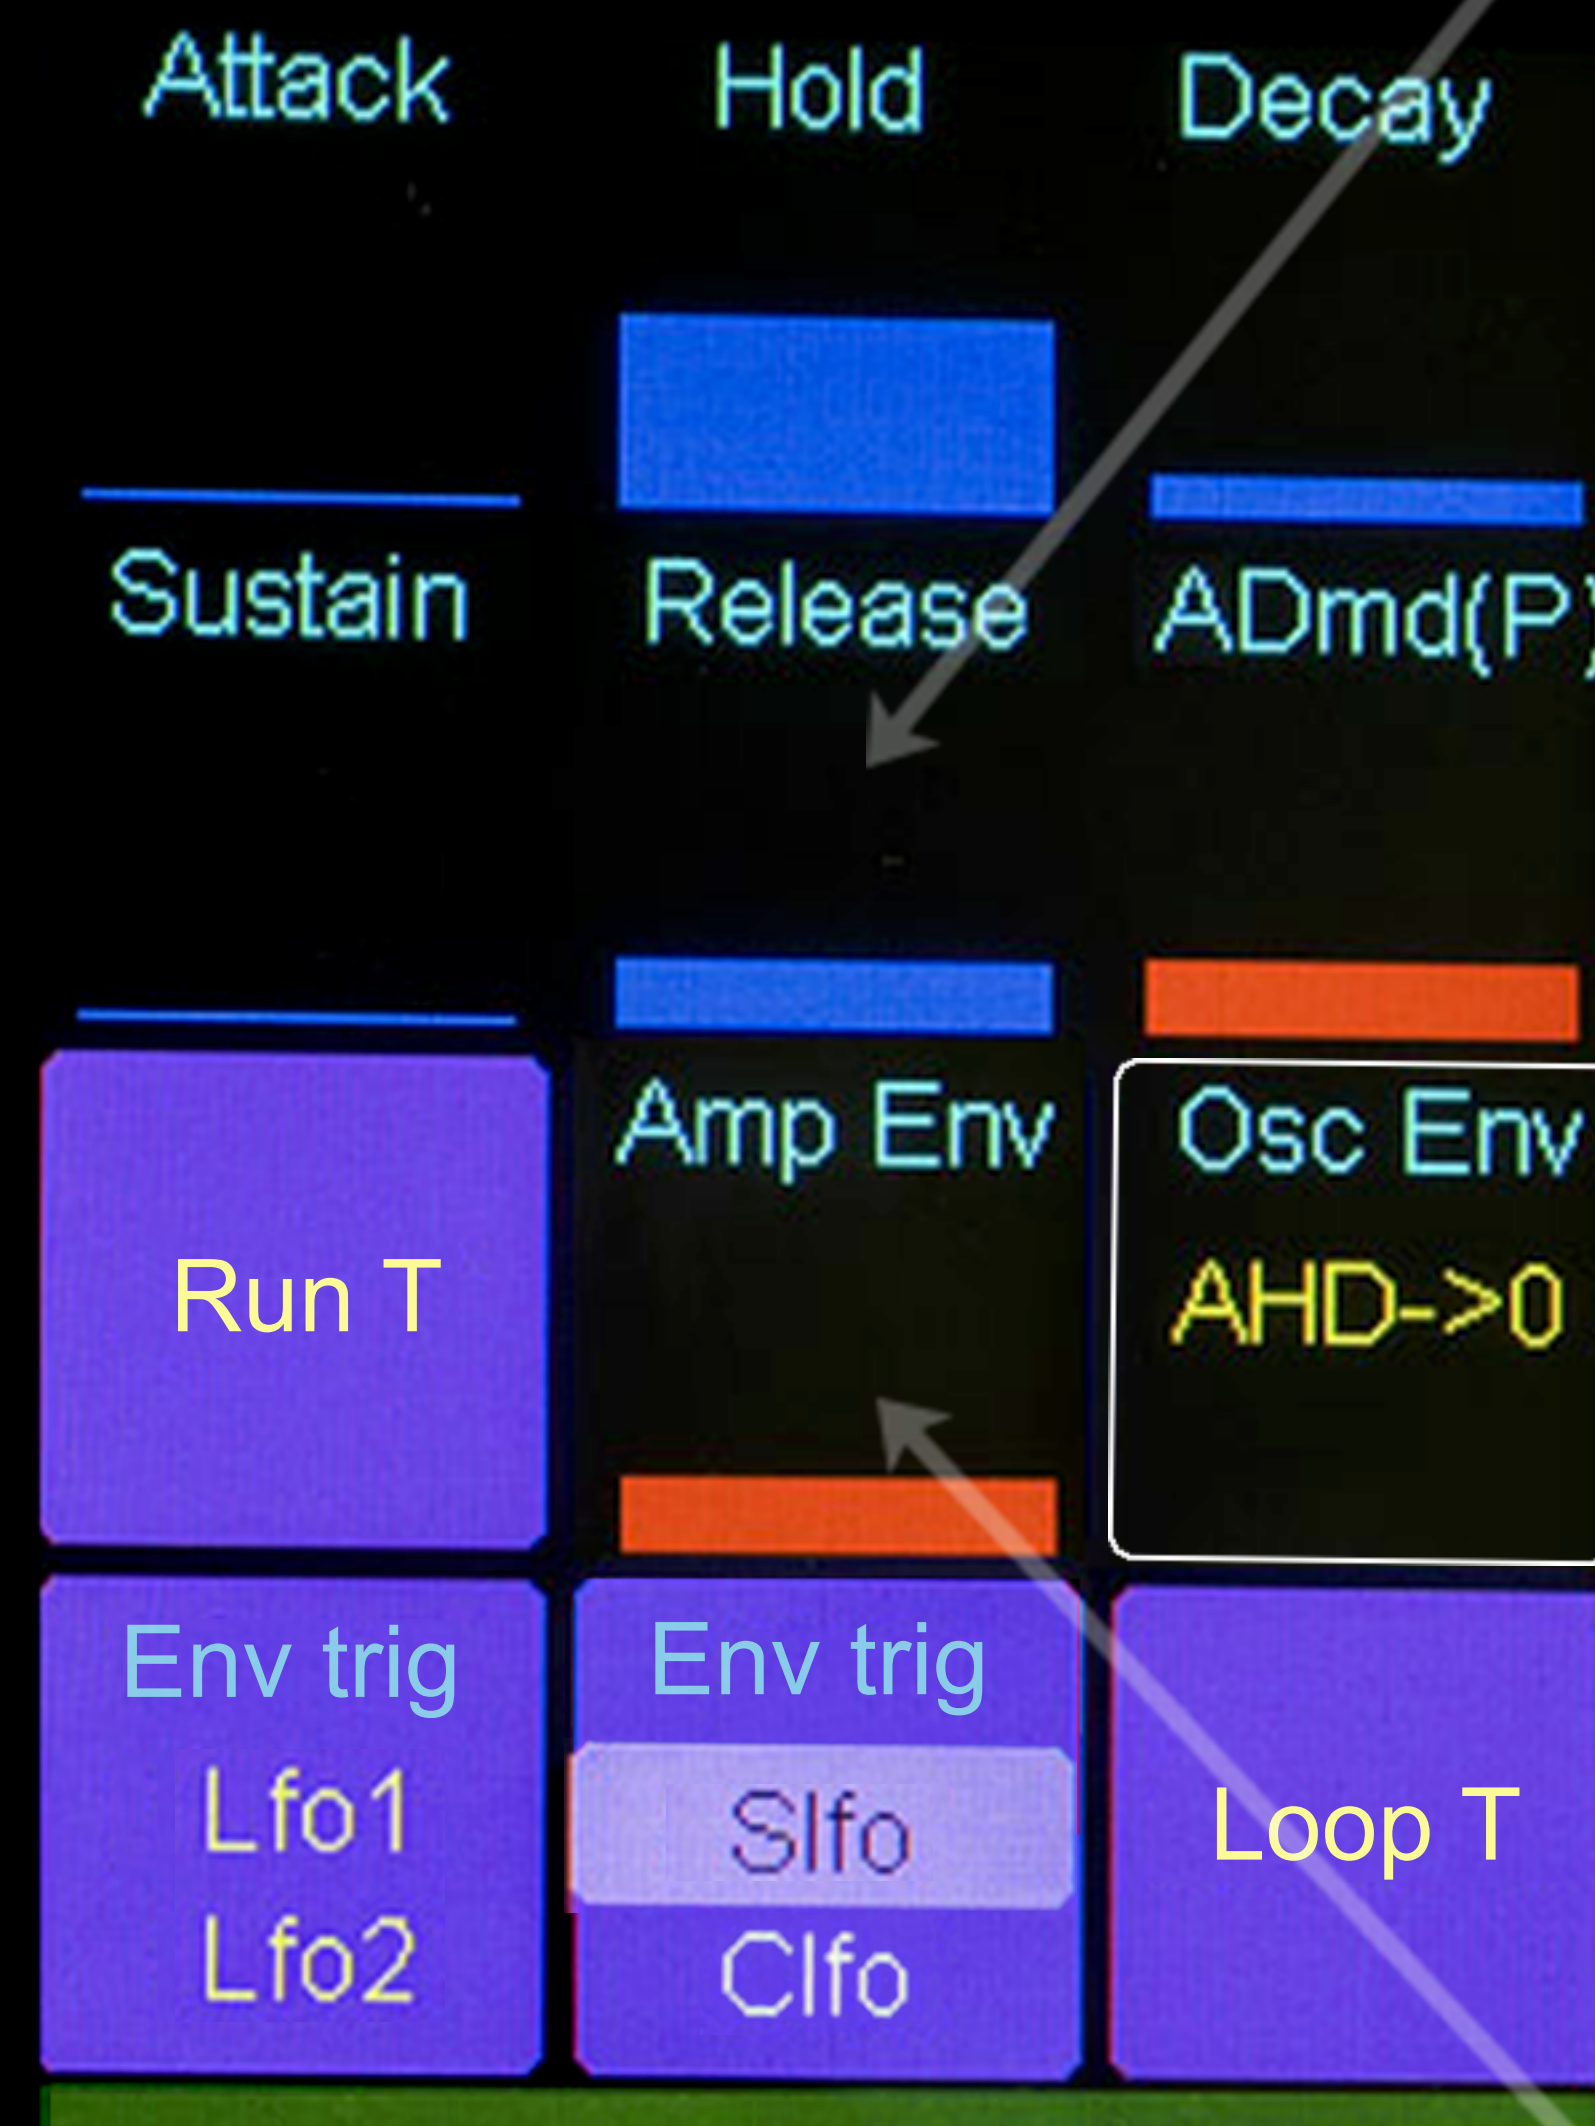 Attack Hold Decay
Sustain Release ADmd(P)
Amp Env Osc Env
Run T AHD->0
Env trig Env trig
Lfo1 Slfo Loop T
Lfo2 Clfo